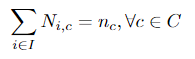 ∑_{i∈I} N_{i,c} = n_c, ∀c ∈ C